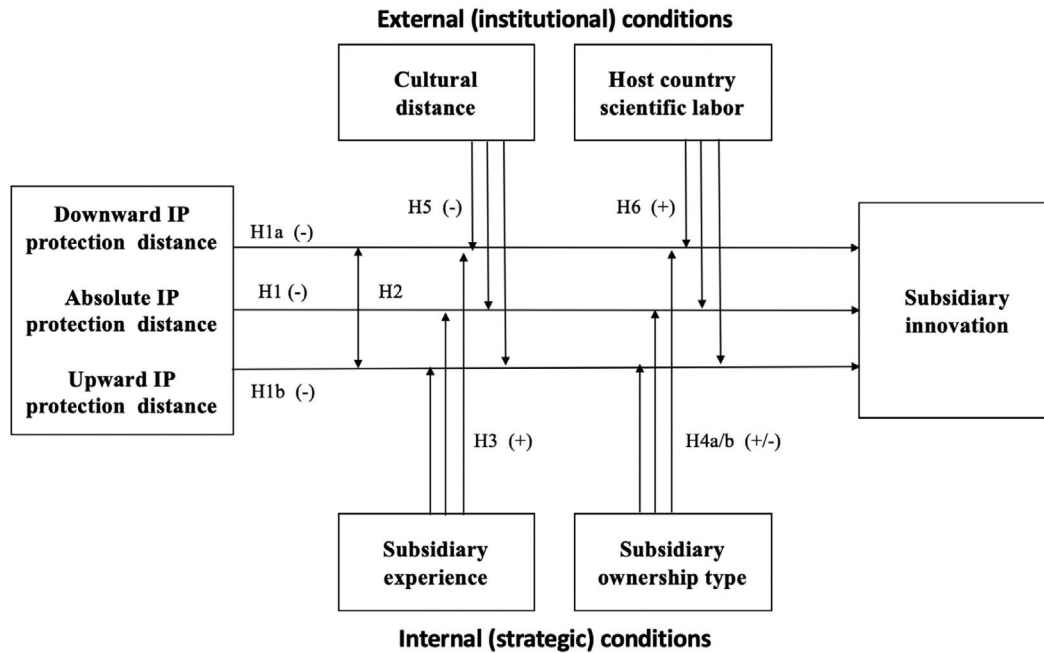 External (institutional) conditions
Cultural
distance
Host country
scientific labor
Downward IP
protection distance
Absolute IP
protection distance
Upward IP
protection distance
H1a (-)
H1 (-)
H1b (-)
H2
H5 (-)
H6 (+)
H3 (+)
H4a/b (+/-)
Subsidiary
innovation
Subsidiary
experience
Subsidiary
ownership type
Internal (strategic) conditions